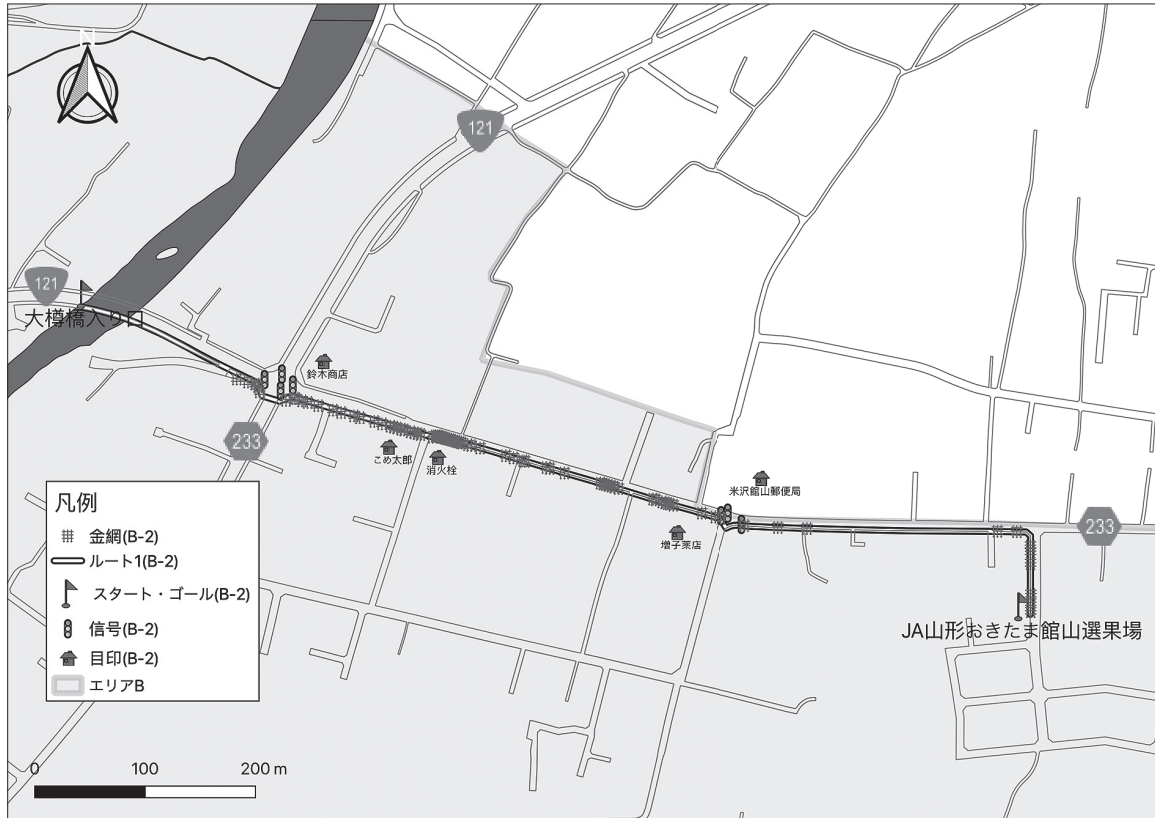 N
121
121
大樽橋入り口
鈴木商店
233
こめ太郎
消火栓
米沢館山郵便局
増子薬店
233
JA山形おきたま館山選果場
凡例
金網(B-2)
ルート1(B-2)
スタート・ゴール(B-2)
信号(B-2)
目印(B-2)
エリアB
0 100 200 m